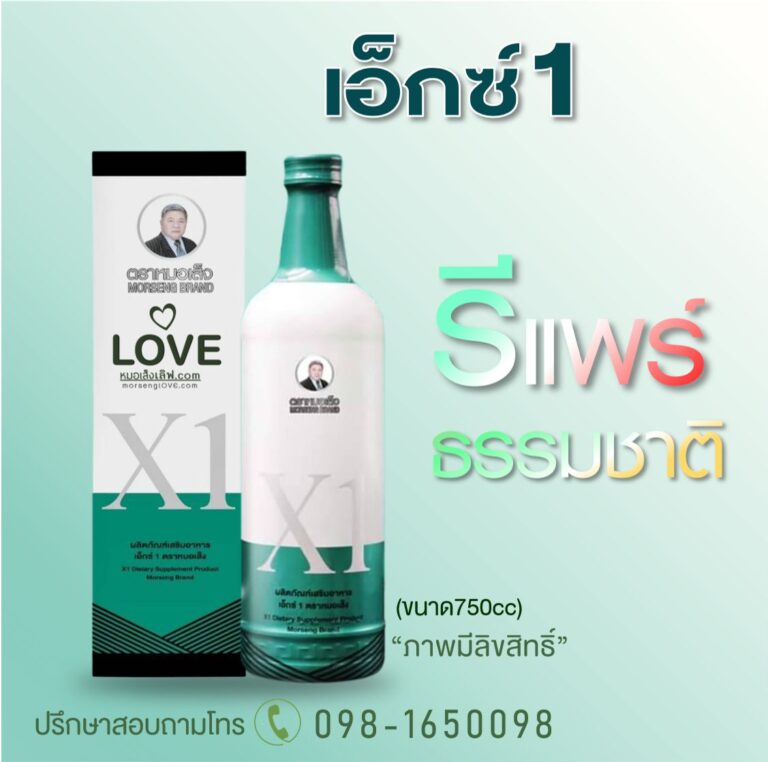 เอ็กซ์ 1
ตราหมอเส็ง
MORSENG BRAND
LOVE
หมอเส็งเลิฟ.com
morsenglove.com
X1
ผลิตภัณฑ์เสริมอาหาร
เอ็กซ์ 1 ตราหมอเส็ง
X1 Dietary Supplement Product
Morseng Brand
ตราหมอเส็ง
MORSENG BRAND
X1
ผลิตภัณฑ์เสริมอาหาร
เอ็กซ์ 1 ตราหมอเส็ง
X1 Dietary Supplement Product
Morseng Brand
รีแพร์
ธรรมชาติ
(ขนาด750cc)
“ภาพมีลิขสิทธิ์”
ปรึกษาสอบถามโทร 098-1650098